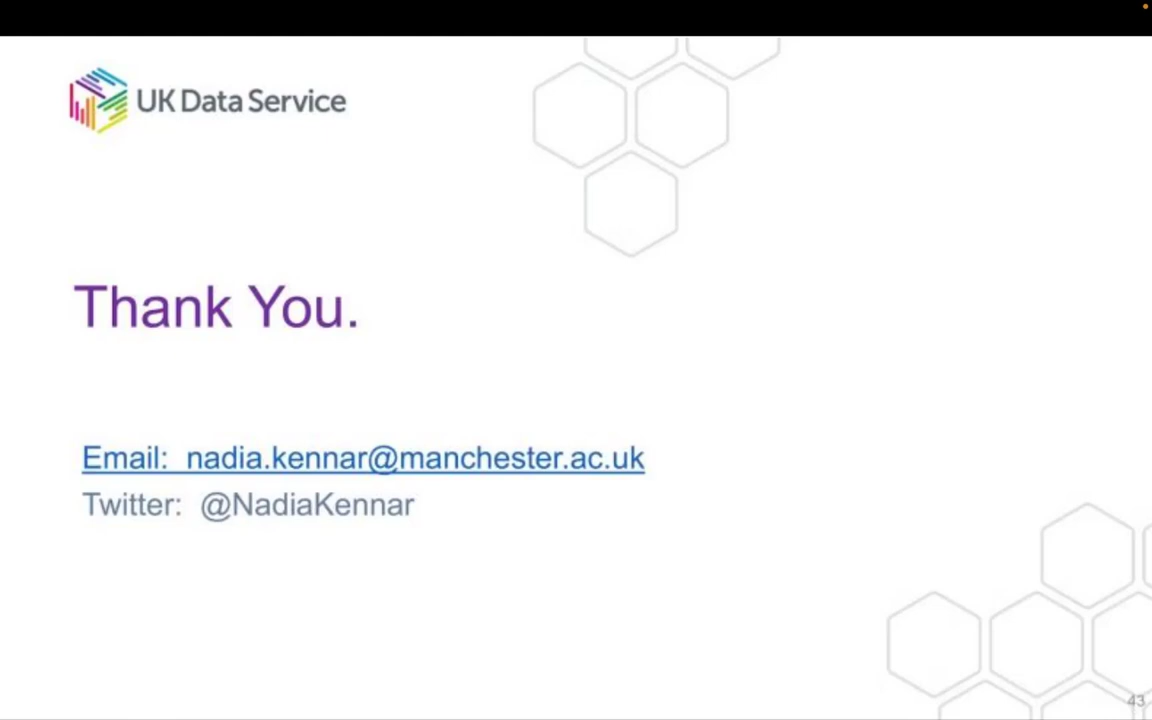 UK Data Service
Thank You.
Email:  nadia.kennar@manchester.ac.uk
Twitter:  @NadiaKennar
43